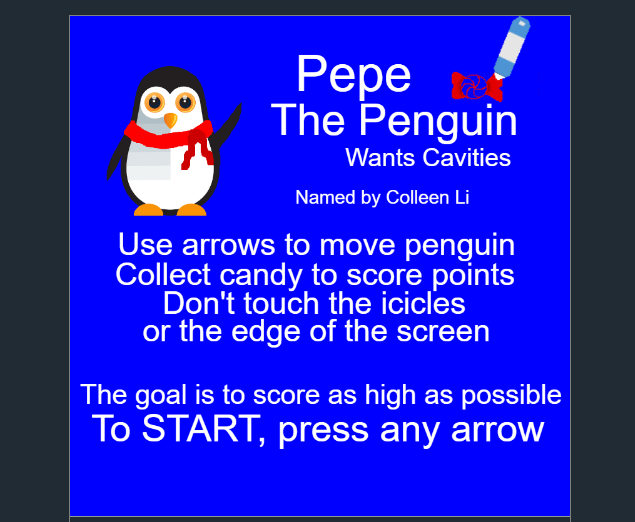 Pepe
The Penguin
Wants Cavities
Named by Colleen Li
Use arrows to move penguin
Collect candy to score points
Don't touch the icicles
or the edge of the screen
The goal is to score as high as possible
To START, press any arrow